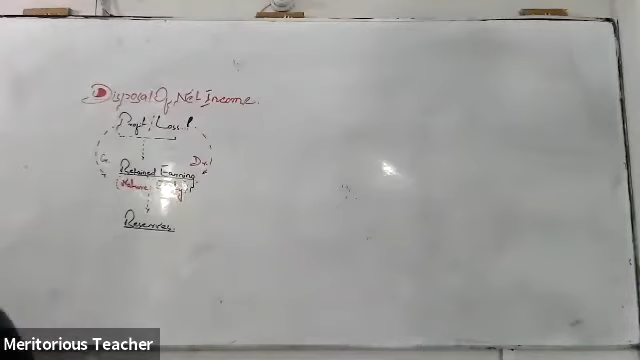 Disposal Of Net Income.
Profit / Loss!
Cr.
Retained Earning
Dr.
Reserves.
Meritorious Teacher